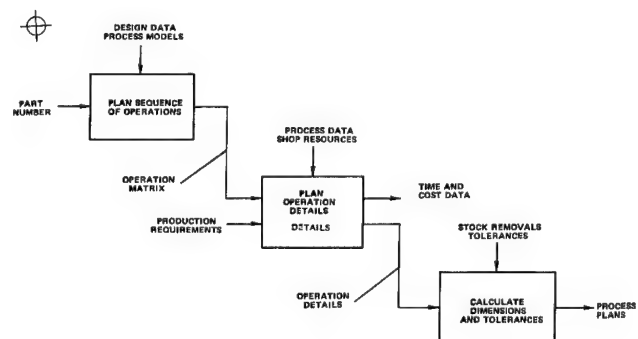 DESIGN DATA
PROCESS MODELS
PART
NUMBER
PLAN SEQUENCE
OF OPERATIONS
PROCESS DATA
SHOP RESOURCES
OPERATION
MATRIX
PLAN
OPERATION
DETAILS
DETAILS
TIME AND
COST DATA
PRODUCTION
REQUIREMENTS
STOCK REMOVALS
TOLERANCES
OPERATION
DETAILS
CALCULATE
DIMENSIONS
AND TOLERANCES
PROCESS
PLANS